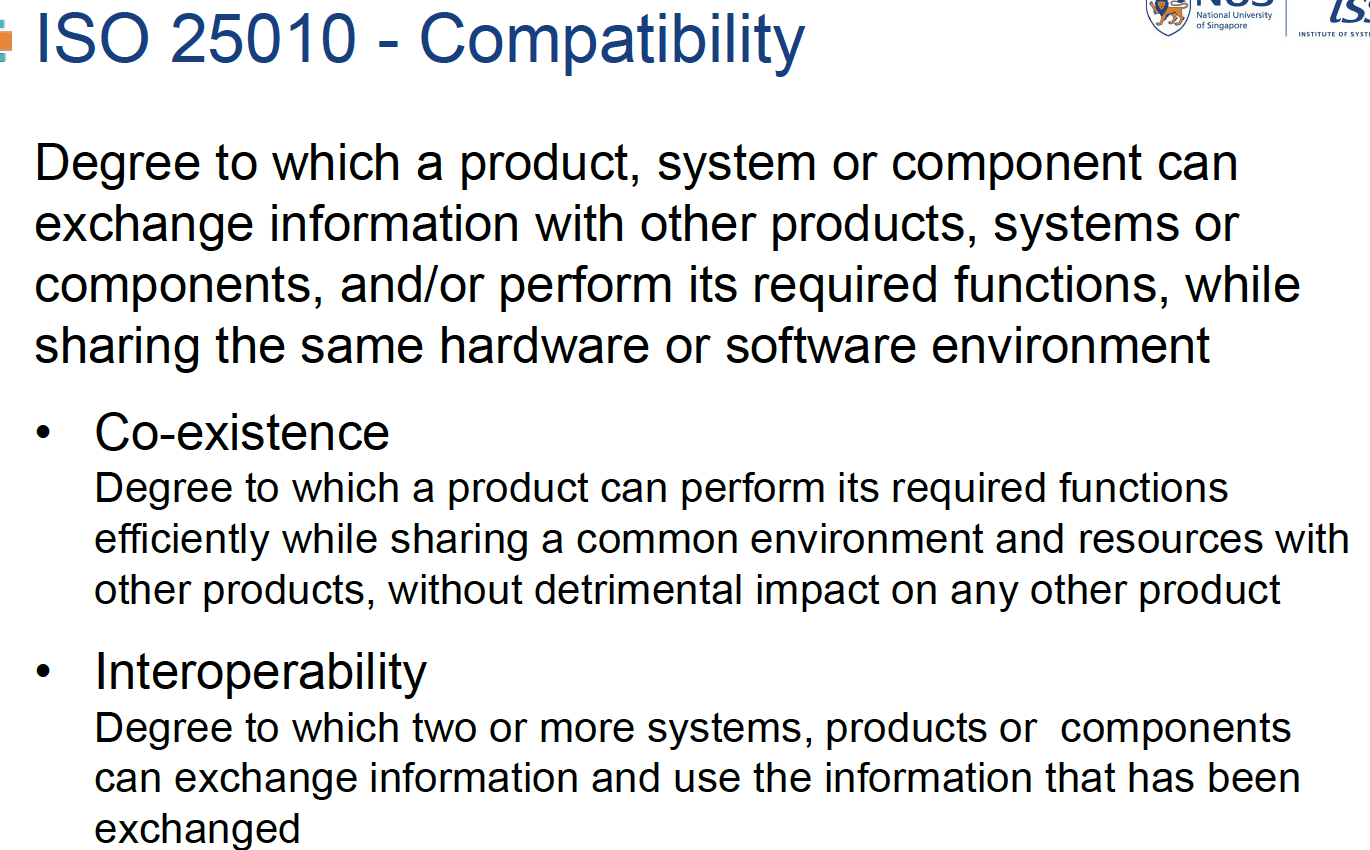 ISO 25010 - Compatibility
National University
of Singapore
Degree to which a product, system or component can
exchange information with other products, systems or
components, and/or perform its required functions, while
sharing the same hardware or software environment
• Co-existence
Degree to which a product can perform its required functions
efficiently while sharing a common environment and resources with
other products, without detrimental impact on any other product
• Interoperability
Degree to which two or more systems, products or  components
can exchange information and use the information that has been
exchanged